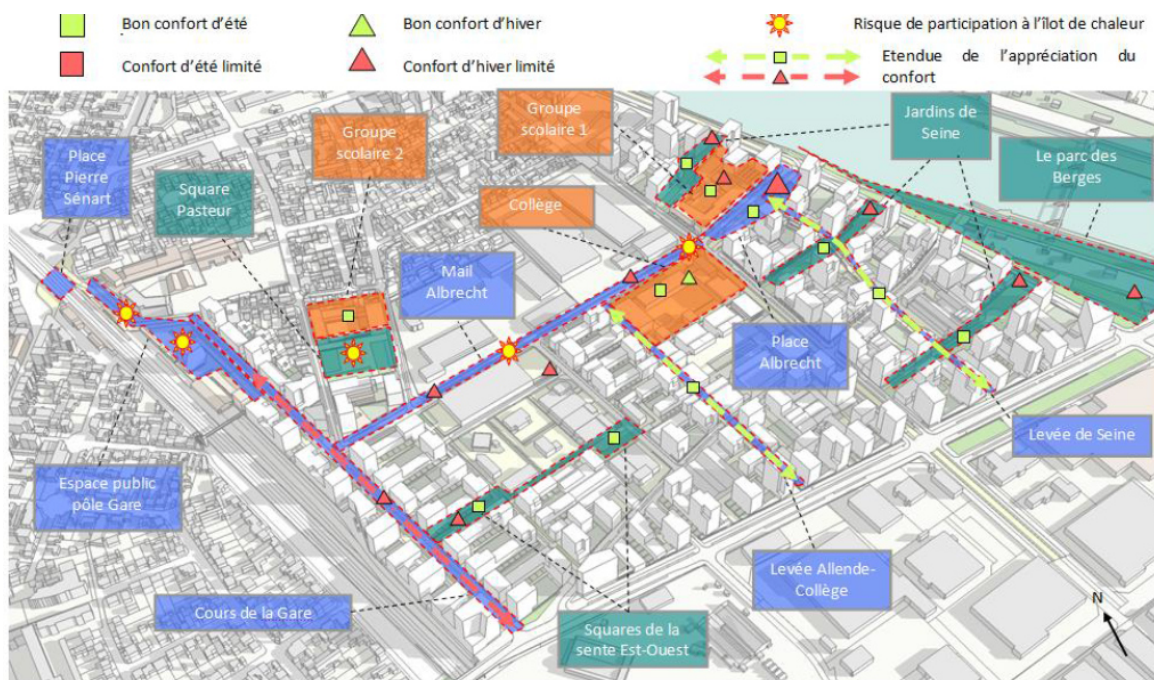 Bon confort d'été
Confort d'été limité
Bon confort d'hiver
Confort d'hiver limité
Risque de participation à l'îlot de chaleur
Etendue de l'appréciation du
confort
Place
Pierre
Sénart
Groupe
scolaire 2
Square
Pasteur
Groupe
scolaire 1
Collège
Mail
Albrecht
Jardins de
Seine
Le parc des
Berges
Place
Albrecht
Levée de Seine
Espace public
pôle Gare
Levée Allende-
Collège
Cours de la Gare
Squares de la
sente Est-Ouest
N